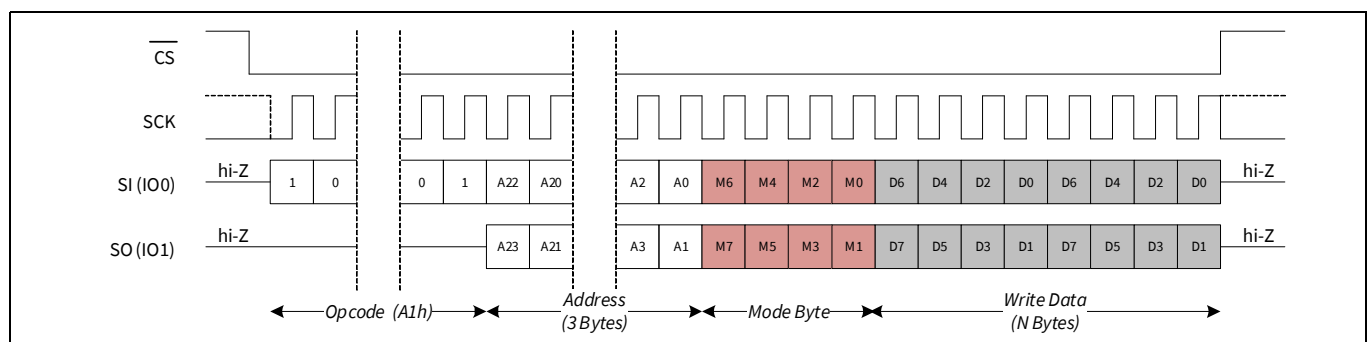 CS
SCK
hi-Z
SI (IO0)
1 0 0 1 A22 A20 A2 A0 M6 M4 M2 M0 D6 D4 D2 D0 D6 D4 D2 D0
hi-Z
hi-Z
SO (IO1)
A23 A21 A3 A1 M7 M5 M3 M1 D7 D5 D3 D1 D7 D5 D3 D1
hi-Z
Opcode (A1h)
Address
(3 Bytes)
Mode Byte
Write Data
(N Bytes)